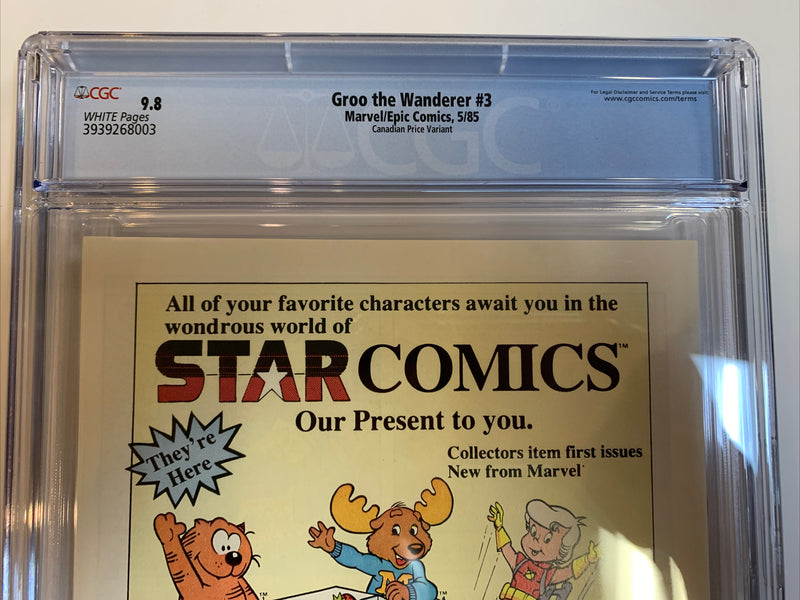 CGC
9.8
WHITE Pages
3939268003
Groo the Wanderer #3
Marvel/Epic Comics, 5/85
Canadian Price Variant
For Legal Disclaimer and Service Terms please visit:
www.cgccomics.com/terms
CGC
All of your favorite characters await you in the
wondrous world of
STAR COMICS™
Our Present to you.
They're
Here
Collectors item first issues
New from Marvel
M